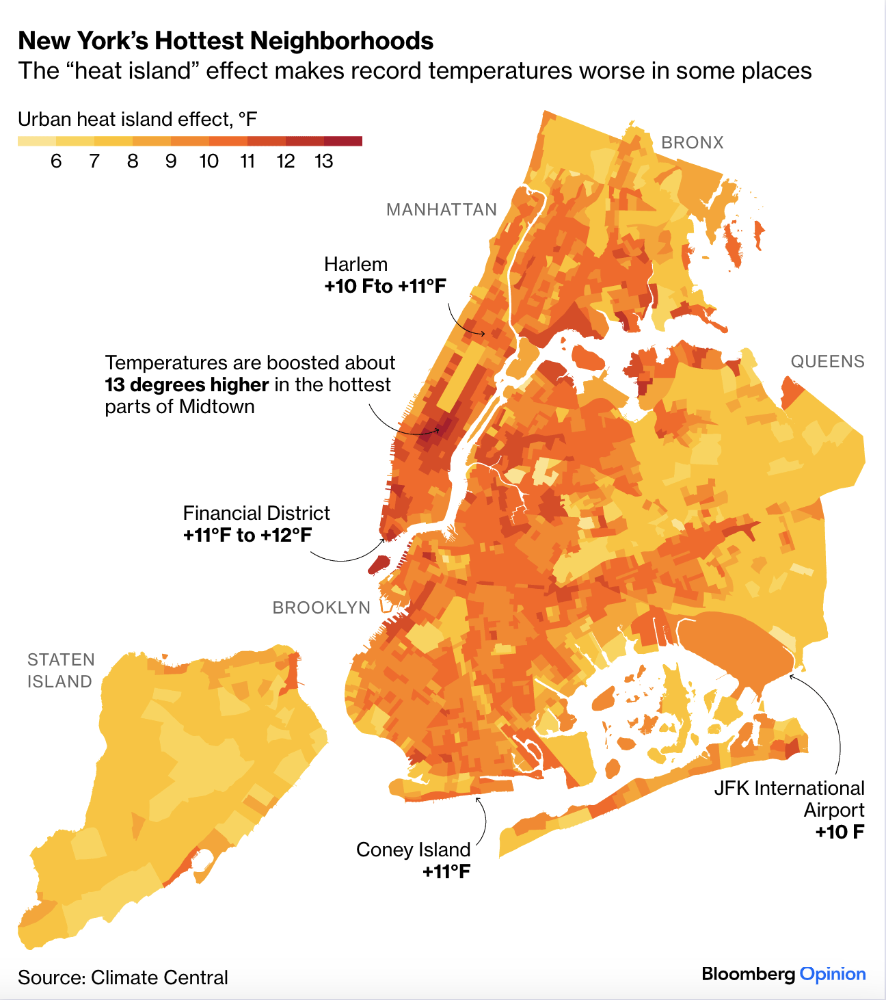 New York’s Hottest Neighborhoods
The “heat island” effect makes record temperatures worse in some places
Urban heat island effect, °F
6 7 8 9 10 11 12 13
BRONX
MANHATTAN
Harlem
+10 Fto +11°F
Temperatures are boosted about
13 degrees higher in the hottest
parts of Midtown
QUEENS
Financial District
+11°F to +12°F
BROOKLYN
STATEN
ISLAND
JFK International
Airport
+10 F
Coney Island
+11°F
Source: Climate Central
Bloomberg Opinion